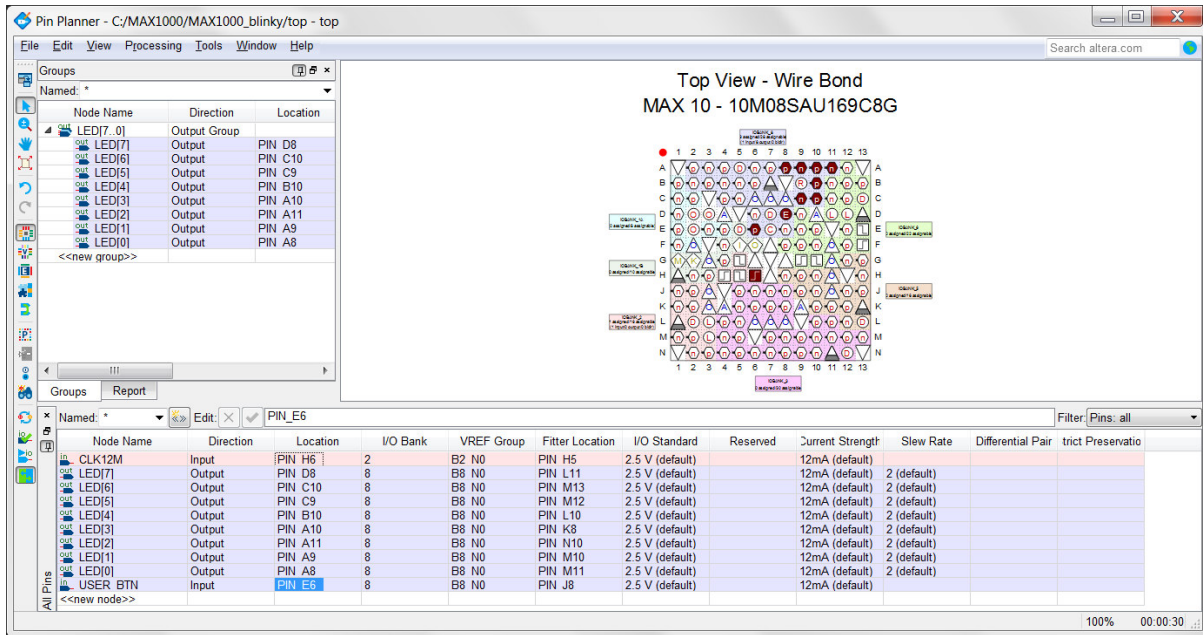 Pin Planner - C:/MAX1000/MAX1000_blinky/top - top
File Edit View Processing Tools Window Help
Search altera.com
Groups
Named: *
Node Name Direction Location
LED[7..0] Output Group
LED[7] Output PIN D8
LED[6] Output PIN C10
LED[5] Output PIN C9
LED[4] Output PIN B10
LED[3] Output PIN A10
LED[2] Output PIN A11
LED[1] Output PIN A9
LED[0] Output PIN A8
<<new group>>
Groups Report
Top View - Wire Bond
MAX 10 - 10M08SAU169C8G
1 2 3 4 5 6 7 8 9 10 11 12 13
A A
B B
C C
D D
E E
F F
G G
H H
J J
K K
L L
M M
N N
1 2 3 4 5 6 7 8 9 10 11 12 13
Named: * Edit: PIN_E6 Filter: Pins: all
Node Name Direction Location I/O Bank VREF Group Fitter Location I/O Standard Reserved Current Strength Slew Rate Differential Pair trict Preservatio
CLK12M Input PIN H6 2 B2 N0 PIN H5 2.5 V (default) 12mA (default)
LED[7] Output PIN D8 8 B8 N0 PIN L11 2.5 V (default) 12mA (default) 2 (default)
LED[6] Output PIN C10 8 B8 N0 PIN M13 2.5 V (default) 12mA (default) 2 (default)
LED[5] Output PIN C9 8 B8 N0 PIN M12 2.5 V (default) 12mA (default) 2 (default)
LED[4] Output PIN B10 8 B8 N0 PIN L10 2.5 V (default) 12mA (default) 2 (default)
LED[3] Output PIN A10 8 B8 N0 PIN K8 2.5 V (default) 12mA (default) 2 (default)
LED[2] Output PIN A11 8 B8 N0 PIN N10 2.5 V (default) 12mA (default) 2 (default)
LED[1] Output PIN A9 8 B8 N0 PIN M10 2.5 V (default) 12mA (default) 2 (default)
LED[0] Output PIN A8 8 B8 N0 PIN M11 2.5 V (default) 12mA (default) 2 (default)
USER BTN Input PIN E6 8 B8 N0 PIN J8 2.5 V (default) 12mA (default)
<<new node>>
All Pins
100% 00:00:30